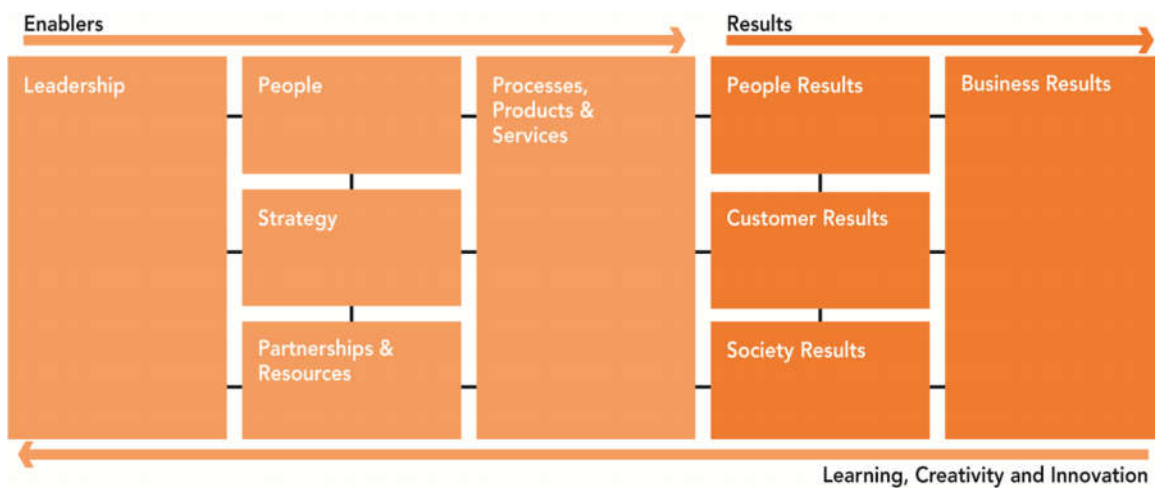 Enablers
Results
Leadership
People
Processes,
Products &
Services
People Results
Business Results
Strategy
Customer Results
Partnerships &
Resources
Society Results
Learning, Creativity and Innovation